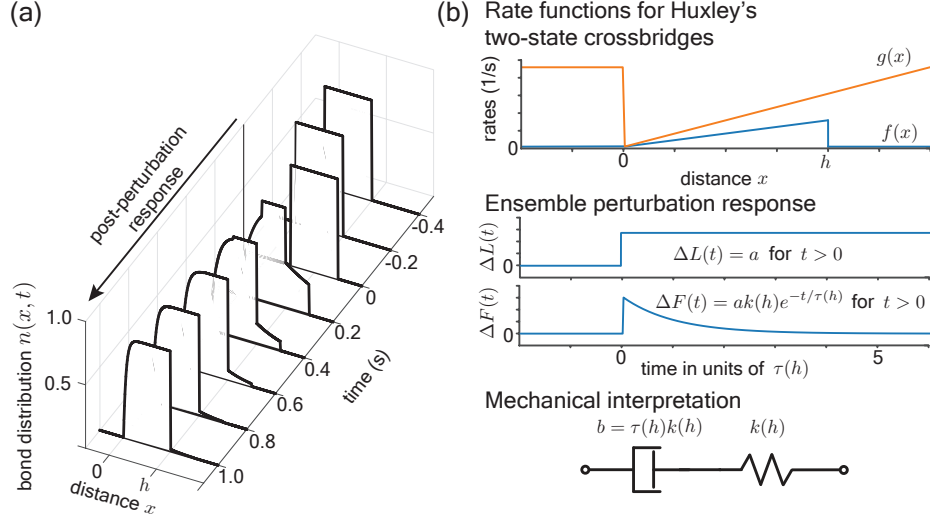 (a)
post-perturbation
response
bond distribution n(x, t)
1.0
0.5
0
h
distance x
-0.4
-0.2
0
0.2
0.4
0.6
0.8
1.0
time (s)
(b)
Rate functions for Huxley's
two-state crossbridges
rates (1/s)
0
g(x)
f(x)
0
h
distance x
Ensemble perturbation response
ΔL(t)
0
ΔL(t) = a for t > 0
ΔF(t)
0
ΔF(t) = ak(h)e^{-t/τ(h)} for t > 0
0
5
time in units of τ(h)
Mechanical interpretation
b = τ(h)k(h)
k(h)